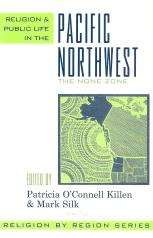 RELIGION &
PUBLIC LIFE
IN THE
PACIFIC
NORTHWEST
THE NONE ZONE
EDITED
BY
Patricia O'Connell Killen
& Mark Silk
RELIGION BY REGION SERIES